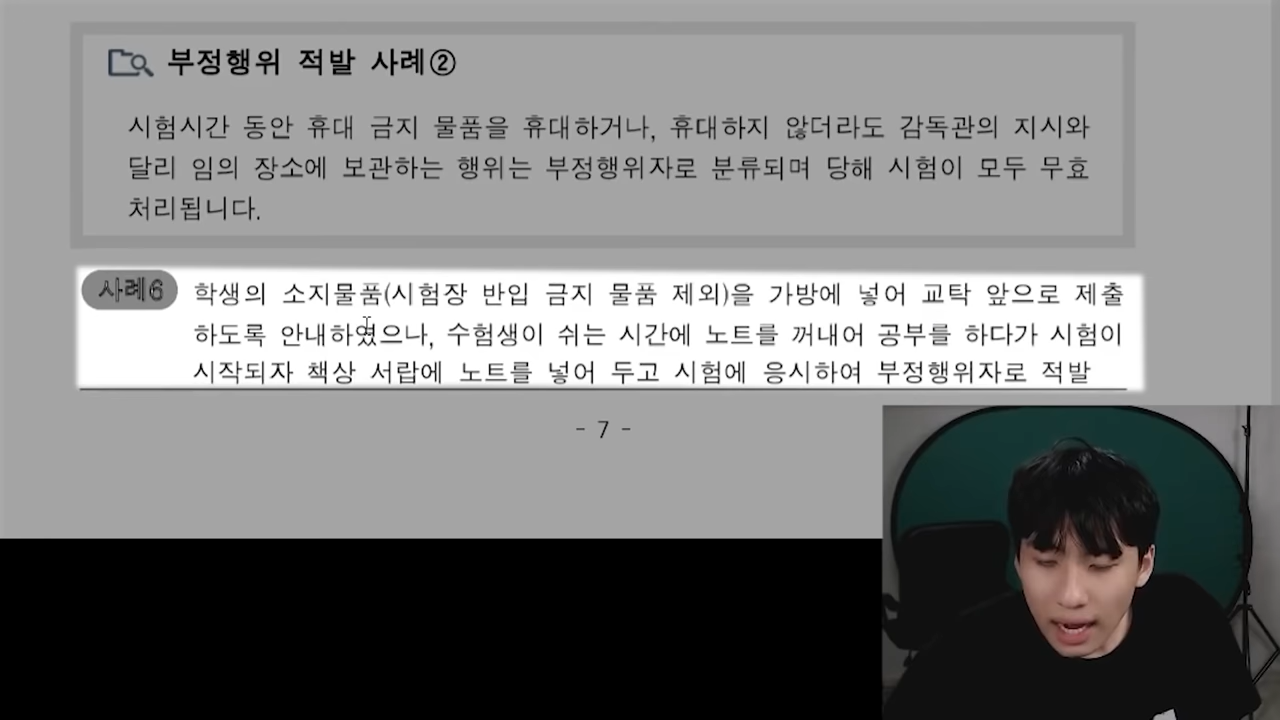 부정행위 적발 사례②
시험시간 동안 휴대 금지 물품을 휴대하거나, 휴대하지 않더라도 감독관의 지시와
달리 임의 장소에 보관하는 행위는 부정행위자로 분류되며 당해 시험이 모두 무효
처리됩니다.
사례6 학생의 소지물품(시험장 반입 금지 물품 제외)을 가방에 넣어 교탁 앞으로 제출
하도록 안내하였으나, 수험생이 쉬는 시간에 노트를 꺼내어 공부를 하다가 시험이
시작되자 책상 서랍에 노트를 넣어 두고 시험에 응시하여 부정행위자로 적발
- 7 -